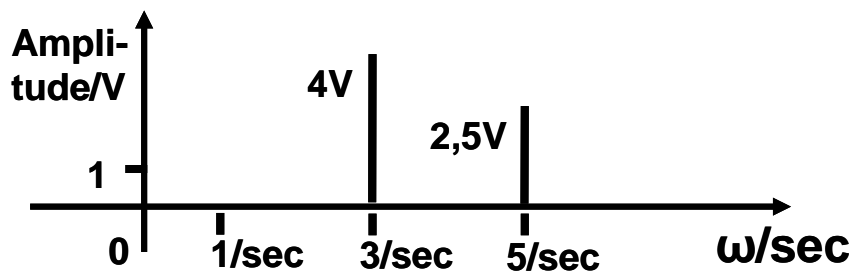 Ampli-
tude/V
4V
2,5V
1
0
1/sec
3/sec
5/sec
ω/sec